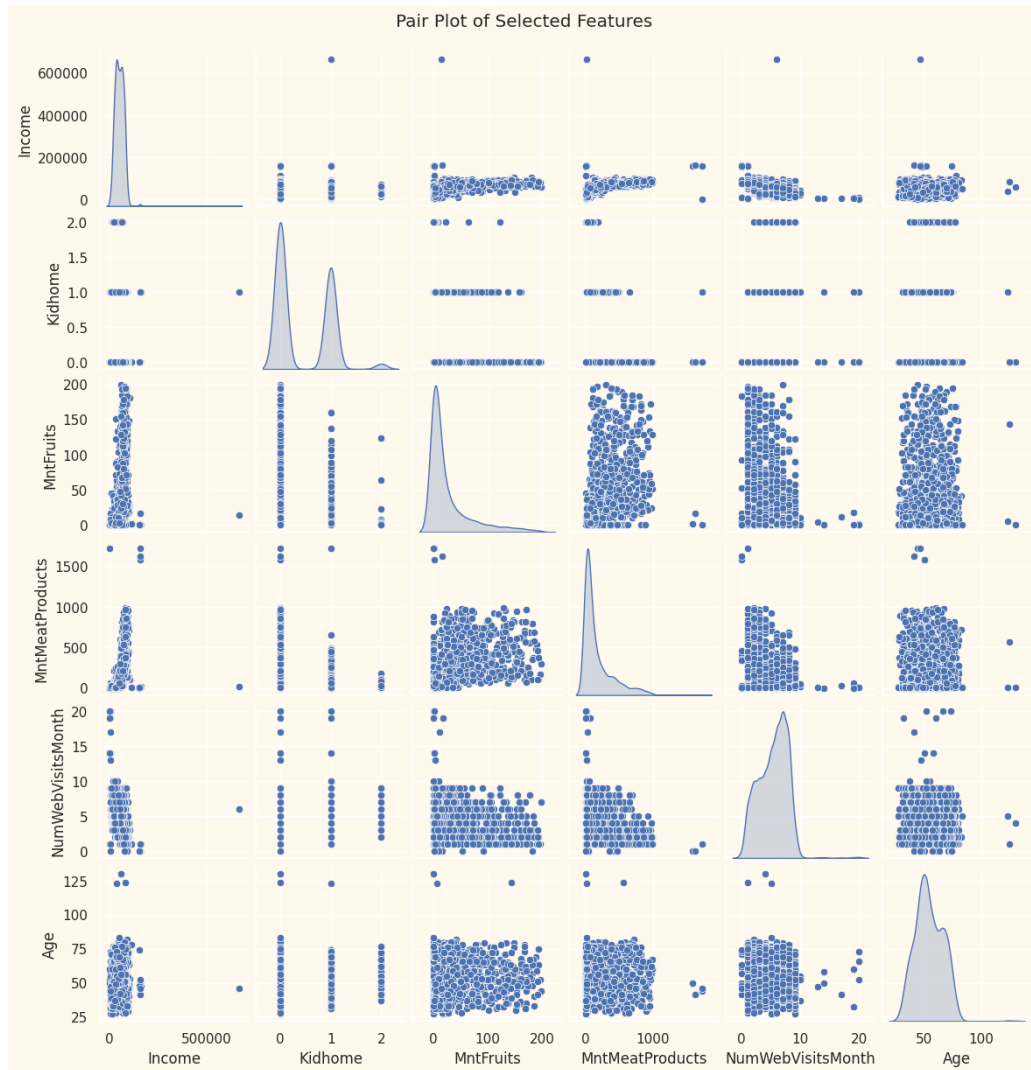 Pair Plot of Selected Features
600000
400000
200000
0
Income
2.0
1.5
1.0
0.5
0.0
Kidhome
200
150
100
50
0
MntFruits
1500
1000
500
0
MntMeatProducts
20
15
10
5
0
NumWebVisitsMonth
125
100
75
50
25
Age
0 500000
0 1 2
0 100 200
0 1000
0 10 20
50 100
Income Kidhome MntFruits MntMeatProducts NumWebVisitsMonth Age